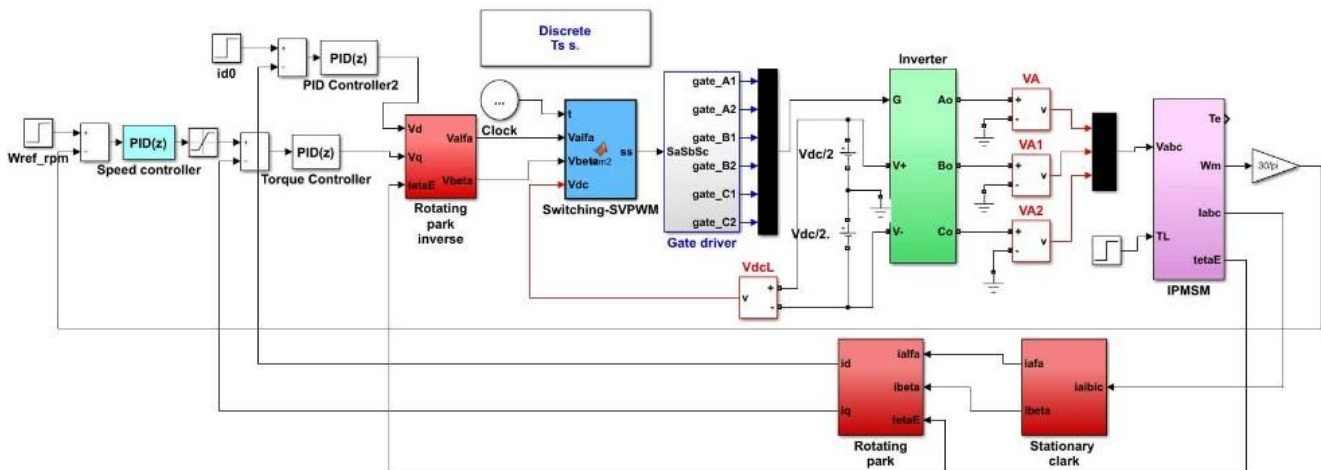 Discrete
Ts s.
id0
PID(z)
PID Controller2
Wref_rpm
PID(z)
Speed controller
PID(z)
Torque Controller
Vd
Vq
tetaE
Valfa
Vbeta
Rotating
park
inverse
...
Clock
t
Valfa
Vbeta
Vdc
ss
Switching-SVPWM
SaSbSc
gate_A1
gate_A2
gate_B1
gate_B2
gate_C1
gate_C2
Gate driver
Vdc/2
Vdc/2.
VdcL
v
+
-
Inverter
G
V+
V-
Ao
Bo
Co
VA
+
-
v
VA1
+
-
v
VA2
+
-
v
Vabc
TL
Te
Wm
Iabc
tetaE
IPMSM
30/pi
id
iq
ialfa
ibeta
tetaE
Rotating
park
iafa
ibeta
iaibic
Stationary
clark